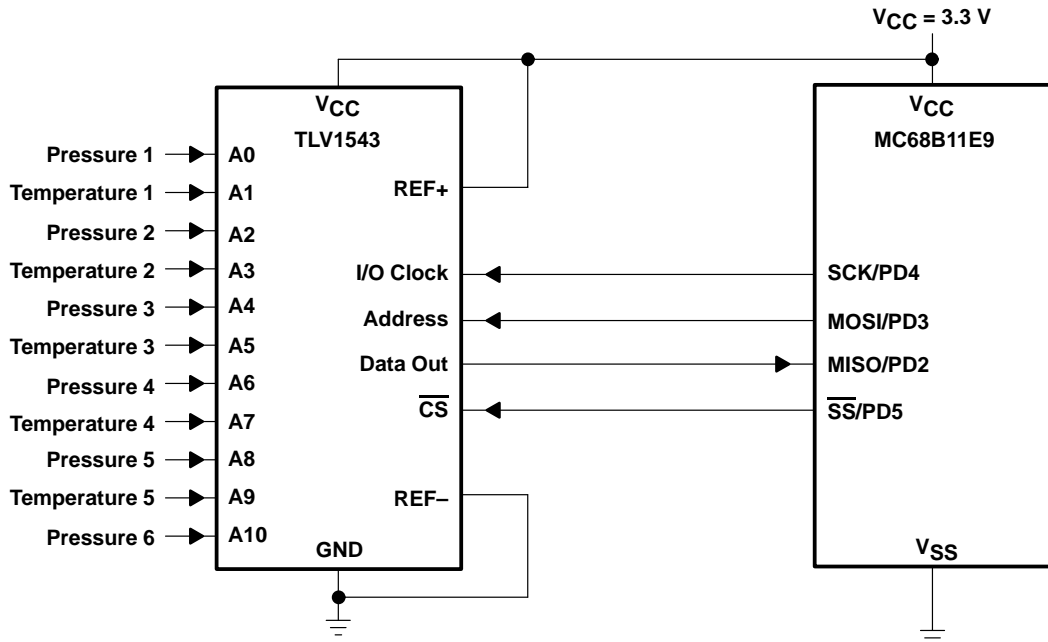 VCC = 3.3 V
VCC
TLV1543
Pressure 1
Temperature 1
Pressure 2
Temperature 2
Pressure 3
Temperature 3
Pressure 4
Temperature 4
Pressure 5
Temperature 5
Pressure 6
A0
A1
A2
A3
A4
A5
A6
A7
A8
A9
A10
REF+
I/O Clock
Address
Data Out
CS
REF–
GND
VCC
MC68B11E9
SCK/PD4
MOSI/PD3
MISO/PD2
SS/PD5
VSS